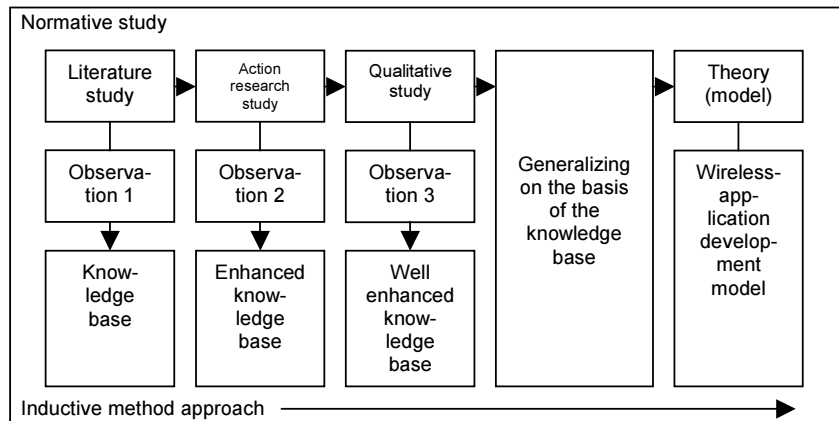 Normative study
Literature
study
Action
research
study
Qualitative
study
Theory
(model)
Observa-
tion 1
Observa-
tion 2
Observa-
tion 3
Generalizing
on the basis
of the
knowledge
base
Wireless-
app-
lication
develop-
ment
model
Know-
ledge
base
Enhanced
know-
ledge
base
Well
enhanced
know-
ledge
base
Inductive method approach